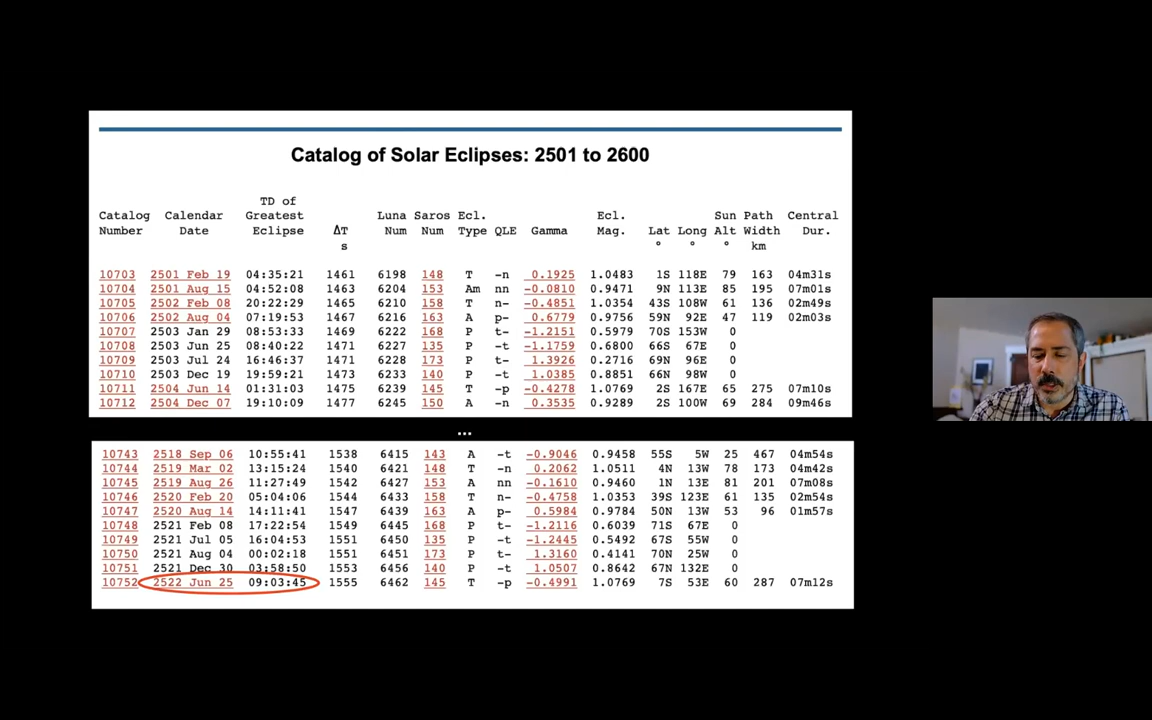 Catalog of Solar Eclipses: 2501 to 2600
TD of
Catalog Calendar Greatest Luna Saros Ecl. Ecl. Sun Path Central
Number Date Eclipse ΔT Num Num Type QLE Gamma Mag. Lat Long Alt Width Dur.
s ° ° ° km
10703 2501 Feb 19 04:35:21 1461 6198 148 T -n 0.1925 1.0483 1S 118E 79 163 04m31s
10704 2501 Aug 15 04:52:08 1463 6204 153 Am nn -0.0810 0.9471 9N 113E 85 195 07m01s
10705 2502 Feb 08 20:22:29 1465 6210 158 T n- -0.4851 1.0354 43S 108W 61 136 02m49s
10706 2502 Aug 04 07:19:53 1467 6216 163 A p- 0.6779 0.9756 59N 92E 47 119 02m03s
10707 2503 Jan 29 08:53:33 1469 6222 168 P t- -1.2151 0.5979 70S 153W 0
10708 2503 Jun 25 08:40:22 1471 6227 135 P -t -1.1759 0.6800 66S 67E 0
10709 2503 Jul 24 16:46:37 1471 6228 173 P t- 1.3926 0.2716 69N 96E 0
10710 2503 Dec 19 19:59:21 1473 6233 140 P -t 1.0385 0.8851 66N 98W 0
10711 2504 Jun 14 01:31:03 1475 6239 145 T -p -0.4278 1.0769 2S 167E 65 275 07m10s
10712 2504 Dec 07 19:10:09 1477 6245 150 A -n 0.3535 0.9289 2S 100W 69 284 09m46s
...
10743 2518 Sep 06 10:55:41 1538 6415 143 A -t -0.9046 0.9458 55S 5W 25 467 04m54s
10744 2519 Mar 02 13:15:24 1540 6421 148 T -n 0.2062 1.0511 4N 13W 78 173 04m42s
10745 2519 Aug 26 11:27:49 1542 6427 153 A nn -0.1610 0.9460 1N 13E 81 201 07m08s
10746 2520 Feb 20 05:04:06 1544 6433 158 T n- -0.4758 1.0353 39S 123E 61 135 02m54s
10747 2520 Aug 14 14:11:41 1547 6439 163 A p- 0.5984 0.9784 50N 13W 53 96 01m57s
10748 2521 Feb 08 17:22:54 1549 6445 168 P t- -1.2116 0.6039 71S 67E 0
10749 2521 Jul 05 16:04:53 1551 6450 135 P -t -1.2445 0.5492 67S 55W 0
10750 2521 Aug 04 00:02:18 1551 6451 173 P t- 1.3160 0.4141 70N 25W 0
10751 2521 Dec 30 03:58:50 1553 6456 140 P -t 1.0507 0.8642 67N 132E 0
10752 2522 Jun 25 09:03:45 1555 6462 145 T -p -0.4991 1.0769 7S 53E 60 287 07m12s